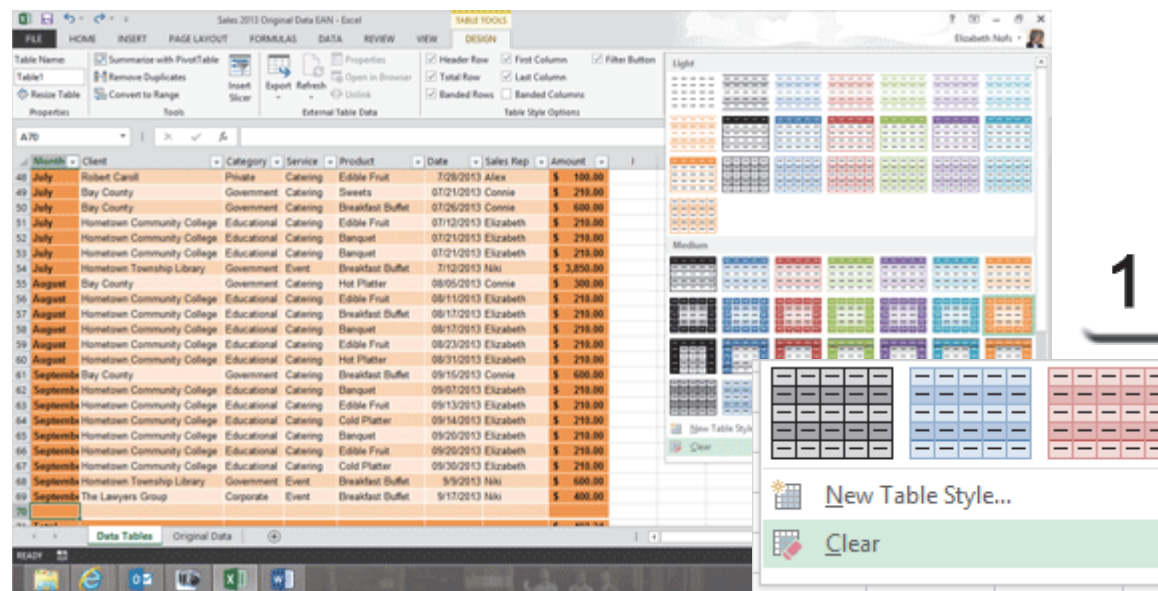 Sales 2013 Original Data EAN - Excel
TABLE TOOLS
FILE HOME INSERT PAGE LAYOUT FORMULAS DATA REVIEW VIEW DESIGN
Elizabeth Nofs
Table Name:
Table1
Resize Table
Properties
Summarize with PivotTable
Remove Duplicates
Convert to Range
Tools
Insert Slicer
Export Refresh
Properties
Open in Browser
Unlink
External Table Data
Header Row First Column Filter Button
Total Row Last Column
Banded Rows Banded Columns
Table Style Options
A70
Month Client Category Service Product Date Sales Rep Amount I
48 July Robert Caroll Private Catering Edible Fruit 7/28/2013 Alex $ 100.00
49 July Bay County Government Catering Sweets 07/21/2013 Connie $ 210.00
50 July Bay County Government Catering Breakfast Buffet 07/26/2013 Connie $ 600.00
51 July Hometown Community College Educational Catering Edible Fruit 07/12/2013 Elizabeth $ 210.00
52 July Hometown Community College Educational Catering Banquet 07/21/2013 Elizabeth $ 210.00
53 July Hometown Community College Educational Catering Banquet 07/21/2013 Elizabeth $ 210.00
54 July Hometown Township Library Government Event Breakfast Buffet 7/12/2013 Niki $ 3,850.00
55 August Bay County Government Catering Hot Platter 08/05/2013 Connie $ 300.00
56 August Hometown Community College Educational Catering Edible Fruit 08/11/2013 Elizabeth $ 210.00
57 August Hometown Community College Educational Catering Breakfast Buffet 08/17/2013 Elizabeth $ 210.00
58 August Hometown Community College Educational Catering Banquet 08/17/2013 Elizabeth $ 210.00
59 August Hometown Community College Educational Catering Edible Fruit 08/23/2013 Elizabeth $ 210.00
60 August Hometown Community College Educational Catering Hot Platter 08/31/2013 Elizabeth $ 210.00
61 Septembe Bay County Government Catering Breakfast Buffet 09/15/2013 Connie $ 600.00
62 Septembe Hometown Community College Educational Catering Banquet 09/07/2013 Elizabeth $ 210.00
63 Septembe Hometown Community College Educational Catering Edible Fruit 09/13/2013 Elizabeth $ 210.00
64 Septembe Hometown Community College Educational Catering Cold Platter 09/14/2013 Elizabeth $ 210.00
65 Septembe Hometown Community College Educational Catering Banquet 09/20/2013 Elizabeth $ 210.00
66 Septembe Hometown Community College Educational Catering Edible Fruit 09/20/2013 Elizabeth $ 210.00
67 Septembe Hometown Community College Educational Catering Cold Platter 09/30/2013 Elizabeth $ 210.00
68 Septembe Hometown Township Library Government Event Breakfast Buffet 9/9/2013 Niki $ 600.00
69 Septembe The Lawyers Group Corporate Event Breakfast Buffet 9/17/2013 Niki $ 400.00
70
Data Tables Original Data
READY
Light
Medium
New Table Style
Clear
1
New Table Style...
Clear